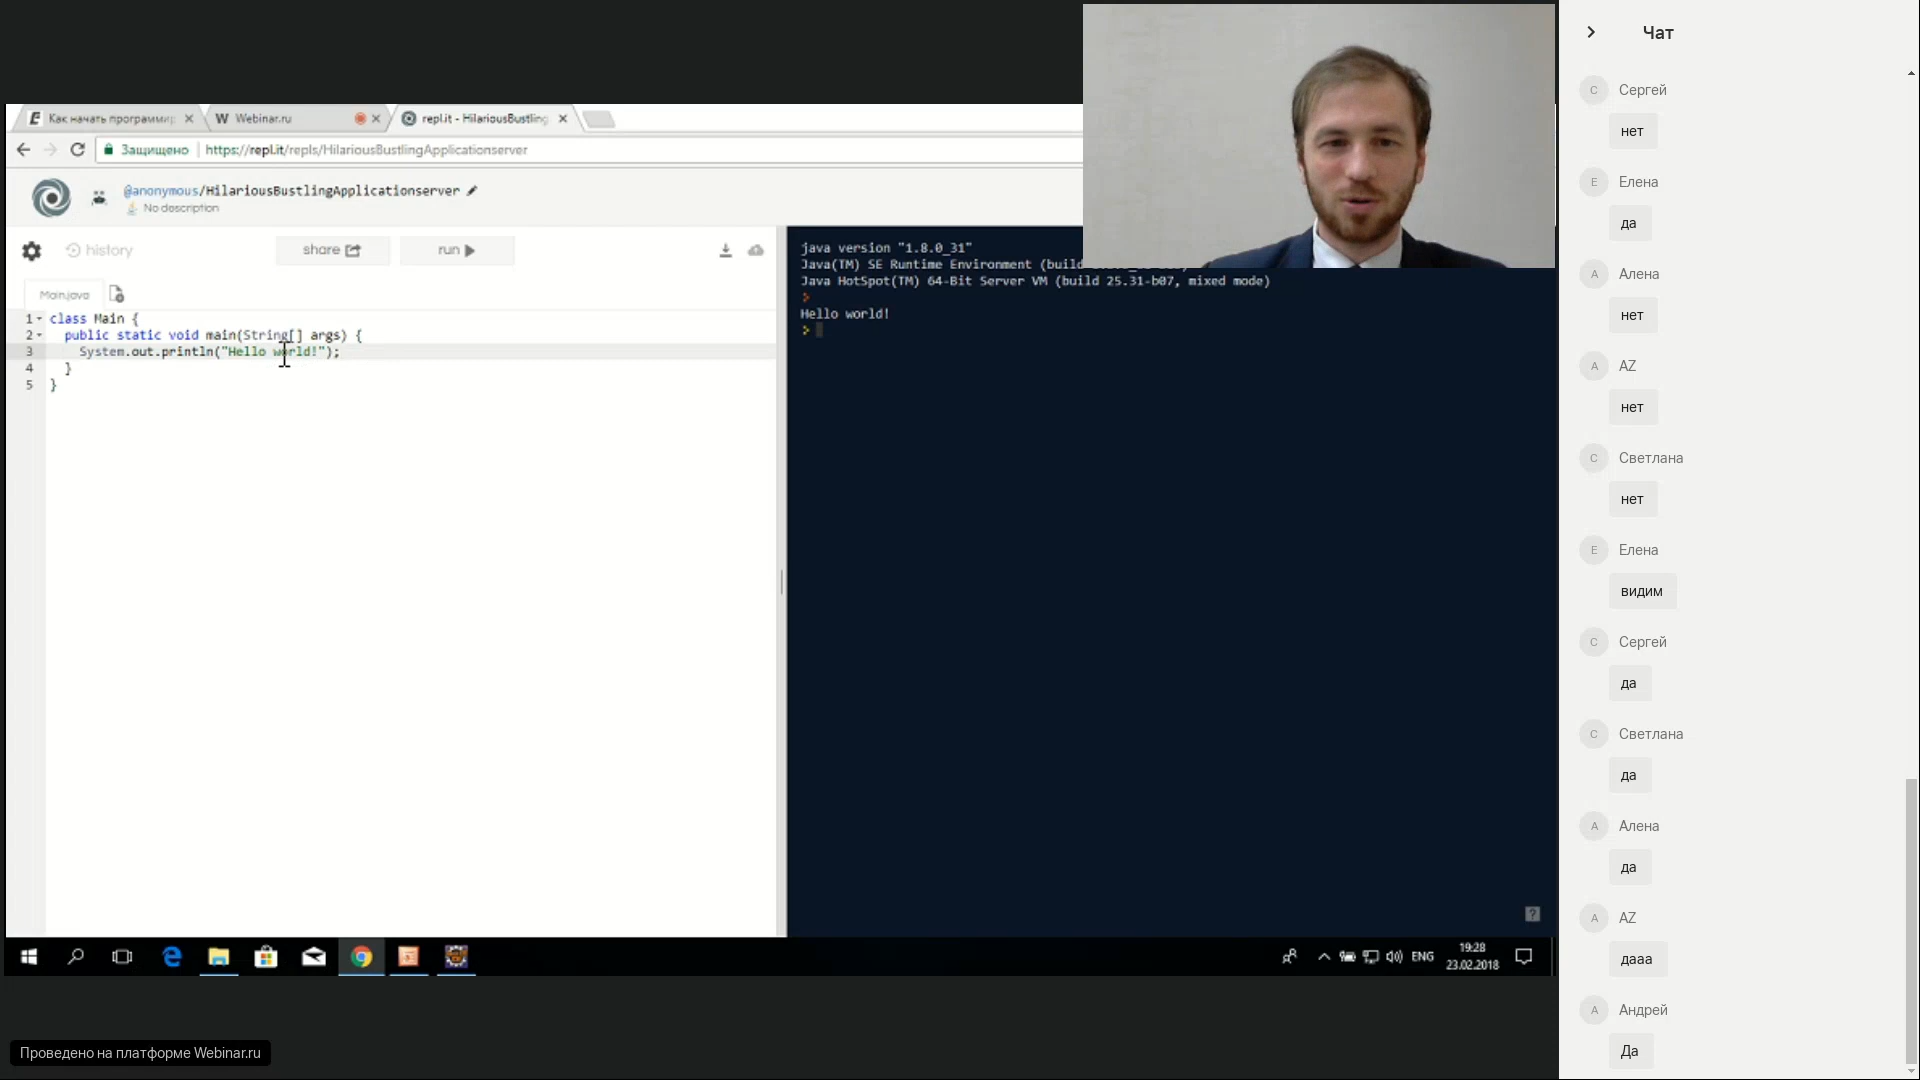 Как начать программир
Webinar.ru
repl.it - HilariousBustling
Защищено
https://repl.it/repls/HilariousBustlingApplicationserver
@anonymous/HilariousBustlingApplicationserver
No description
history
share
run
Main.java
1 class Main {
2 public static void main(String[] args) {
3 System.out.println("Hello world!");
4 }
5 }
java version "1.8.0_31"
Java(TM) SE Runtime Environment (build
Java HotSpot(TM) 64-Bit Server VM (build 25.31-b07, mixed mode)
>
Hello world!
>
?
ENG
19:28
23.02.2018
Проведено на платформе Webinar.ru
Чат
С
Сергей
нет
Е
Елена
да
А
Алена
нет
A
AZ
нет
С
Светлана
нет
Е
Елена
видим
С
Сергей
да
С
Светлана
да
А
Алена
да
A
AZ
дааа
А
Андрей
Да